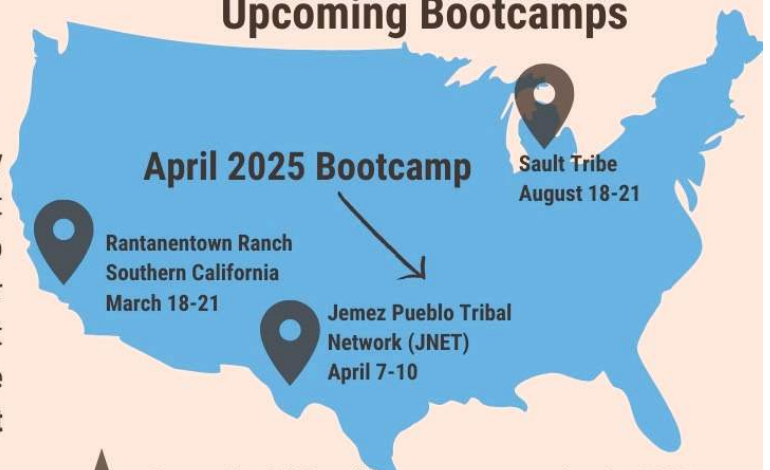 Upcoming Bootcamps
April 2025 Bootcamp
Sault Tribe
August 18-21
Rantanentown Ranch
Southern California
March 18-21
Jemez Pueblo Tribal
Network (JNET)
April 7-10